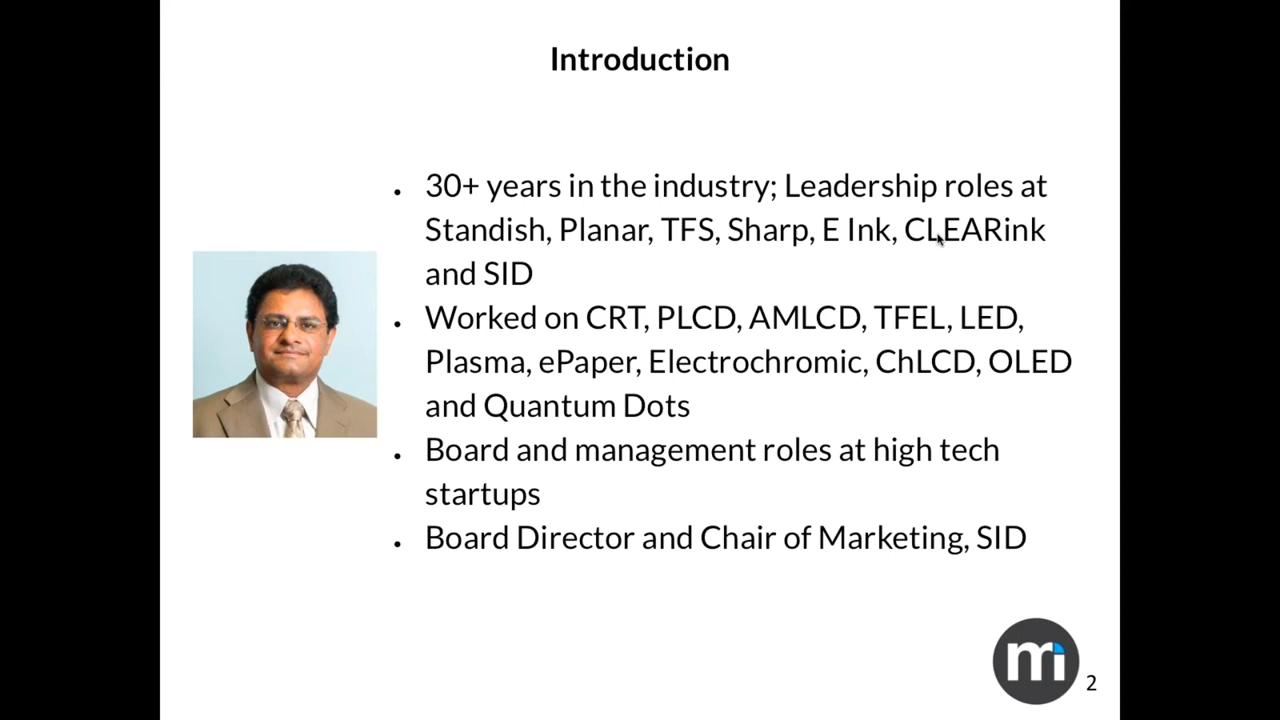 Introduction
• 30+ years in the industry; Leadership roles at
Standish, Planar, TFS, Sharp, E Ink, CLEARink
and SID
• Worked on CRT, PLCD, AMLCD, TFEL, LED,
Plasma, ePaper, Electrochromic, ChLCD, OLED
and Quantum Dots
• Board and management roles at high tech
startups
• Board Director and Chair of Marketing, SID
mi
2